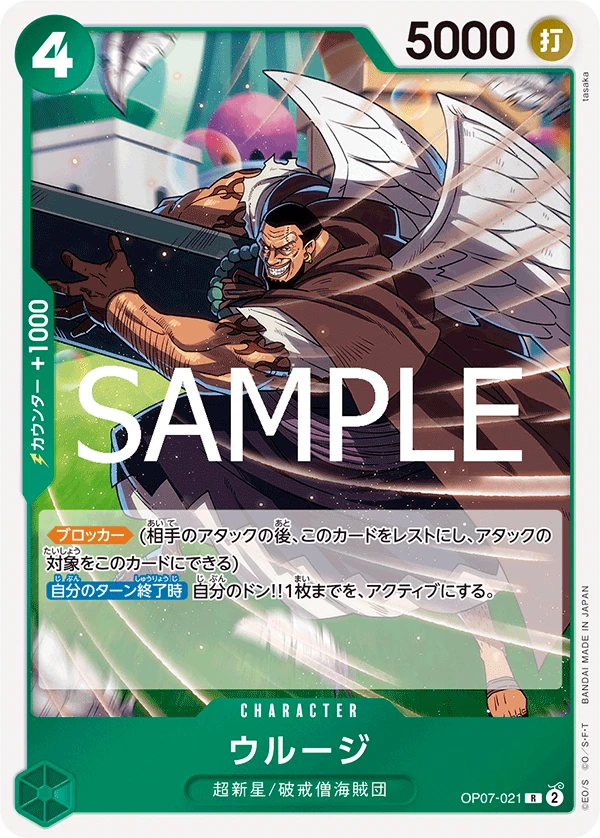 4
5000
打
tasaka
カウンター +1000
SAMPLE
ブロッカー (相手のアタックの後、このカードをレストにし、アタックの
対象をこのカードにできる)
自分のターン終了時 自分のドン!!1枚までを、アクティブにする。
CHARACTER
ウルージ
超新星/破戒僧海賊団
OP07-021 R 2
©E.O/S ©O/S・F・T BANDAI MADE IN JAPAN